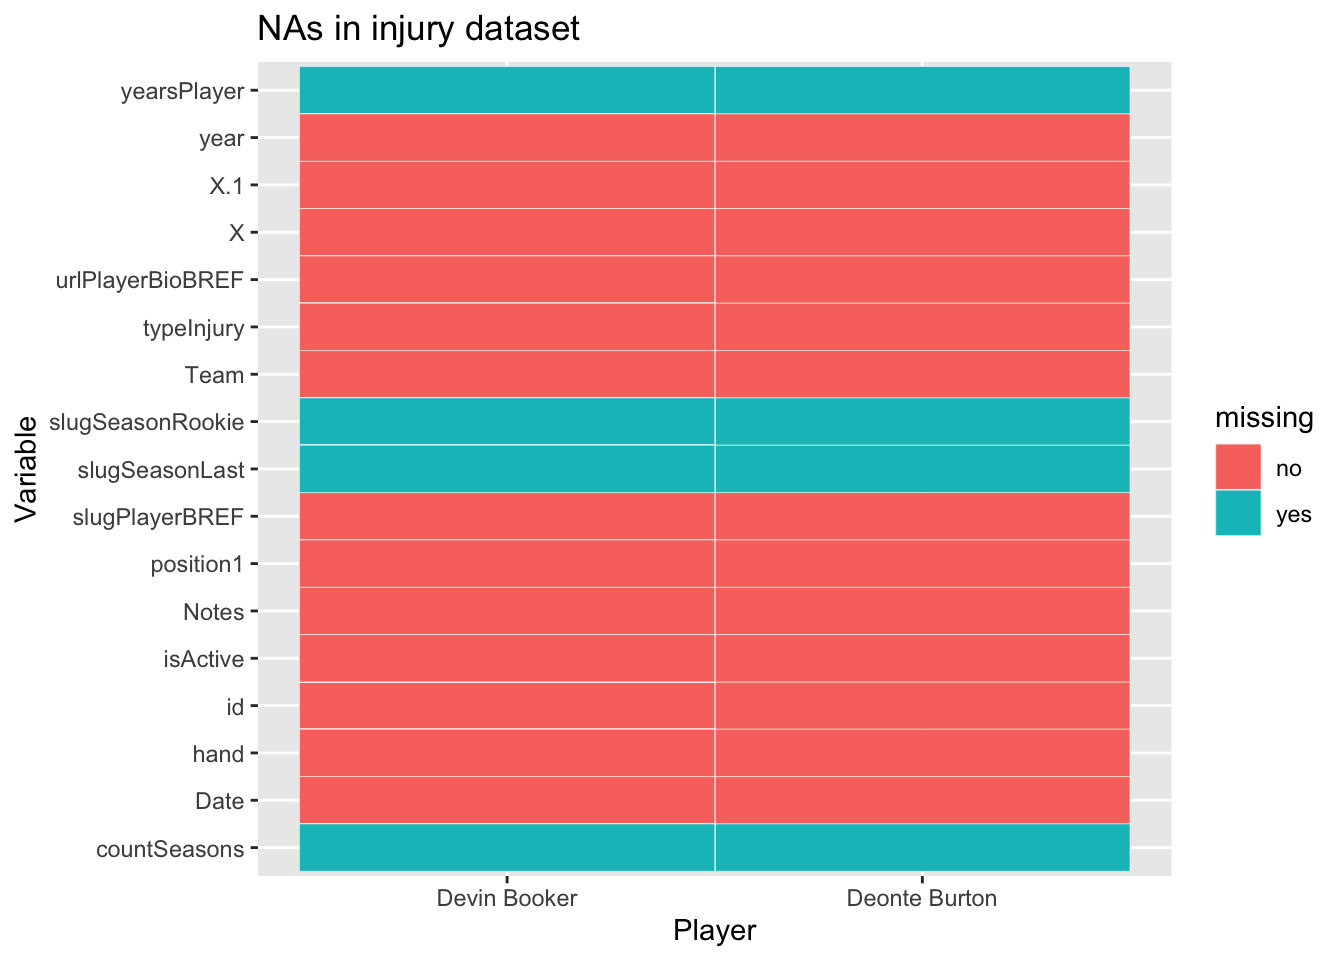 NAs in injury dataset
yearsPlayer
year
X.1
X
urlPlayerBioBREF
typeInjury
Team
slugSeasonRookie
slugSeasonLast
slugPlayerBREF
position1
Notes
isActive
id
hand
Date
countSeasons
Variable
Devin Booker
Deonte Burton
Player
missing
no
yes